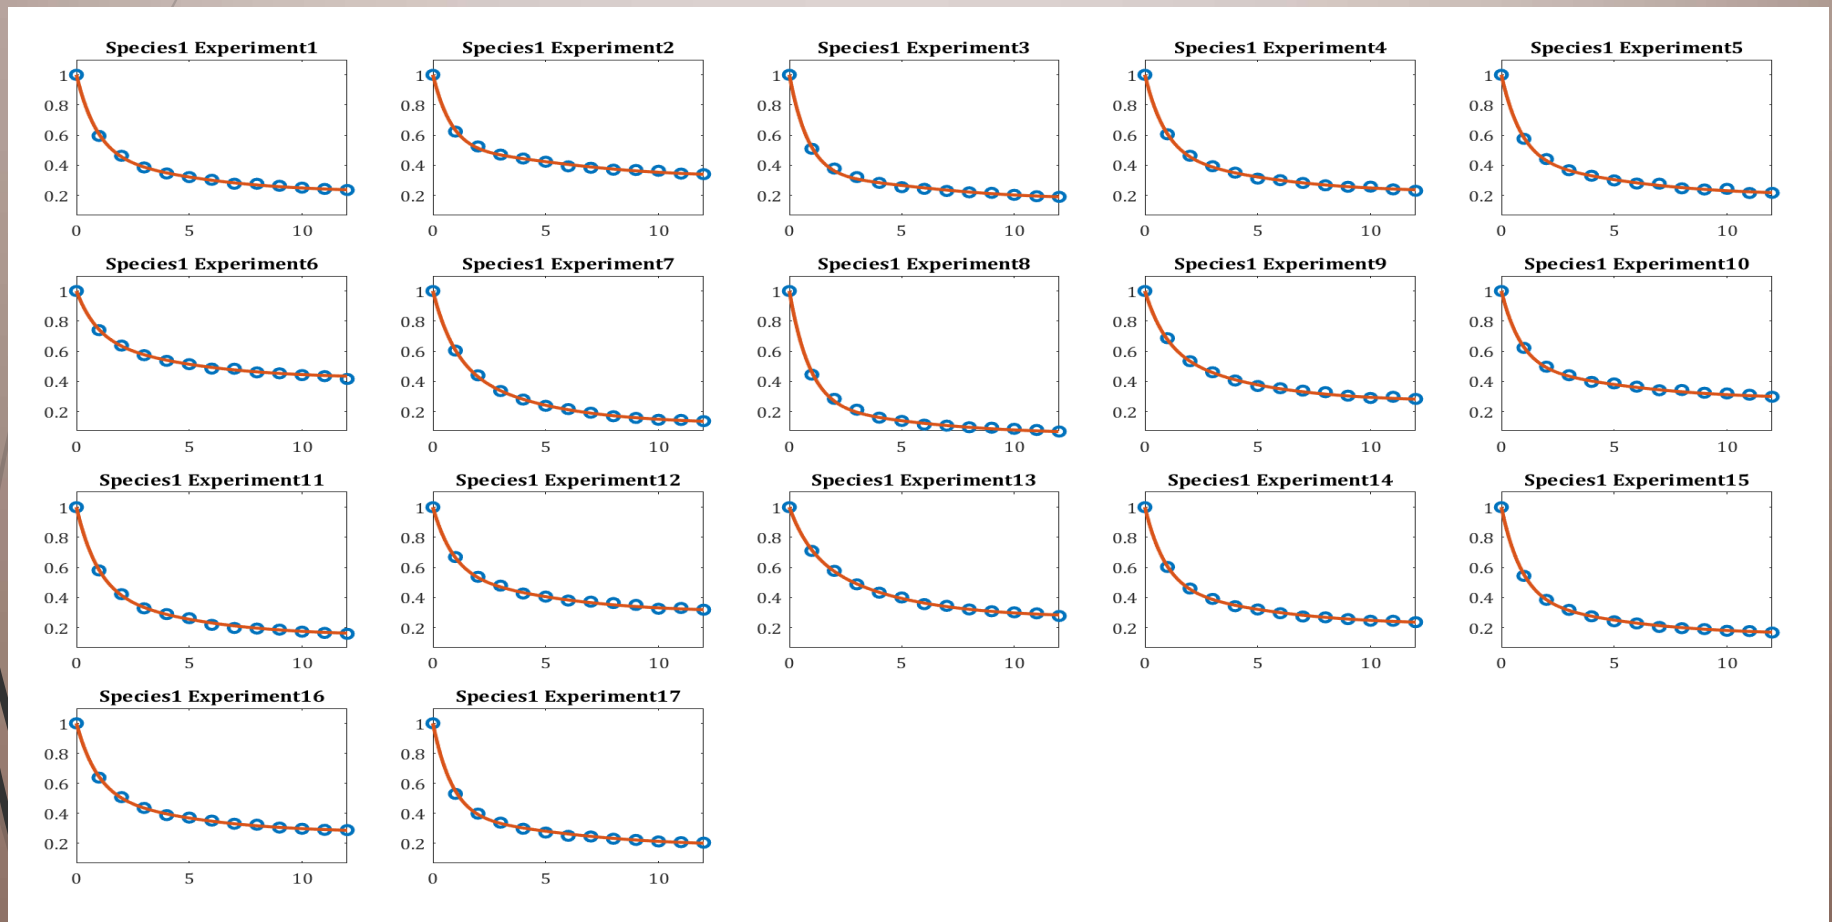 Species1 Experiment1
1
0.8
0.6
0.4
0.2
0 5 10
Species1 Experiment2
1
0.8
0.6
0.4
0.2
0 5 10
Species1 Experiment3
1
0.8
0.6
0.4
0.2
0 5 10
Species1 Experiment4
1
0.8
0.6
0.4
0.2
0 5 10
Species1 Experiment5
1
0.8
0.6
0.4
0.2
0 5 10
Species1 Experiment6
1
0.8
0.6
0.4
0.2
0 5 10
Species1 Experiment7
1
0.8
0.6
0.4
0.2
0 5 10
Species1 Experiment8
1
0.8
0.6
0.4
0.2
0 5 10
Species1 Experiment9
1
0.8
0.6
0.4
0.2
0 5 10
Species1 Experiment10
1
0.8
0.6
0.4
0.2
0 5 10
Species1 Experiment11
1
0.8
0.6
0.4
0.2
0 5 10
Species1 Experiment12
1
0.8
0.6
0.4
0.2
0 5 10
Species1 Experiment13
1
0.8
0.6
0.4
0.2
0 5 10
Species1 Experiment14
1
0.8
0.6
0.4
0.2
0 5 10
Species1 Experiment15
1
0.8
0.6
0.4
0.2
0 5 10
Species1 Experiment16
1
0.8
0.6
0.4
0.2
0 5 10
Species1 Experiment17
1
0.8
0.6
0.4
0.2
0 5 10